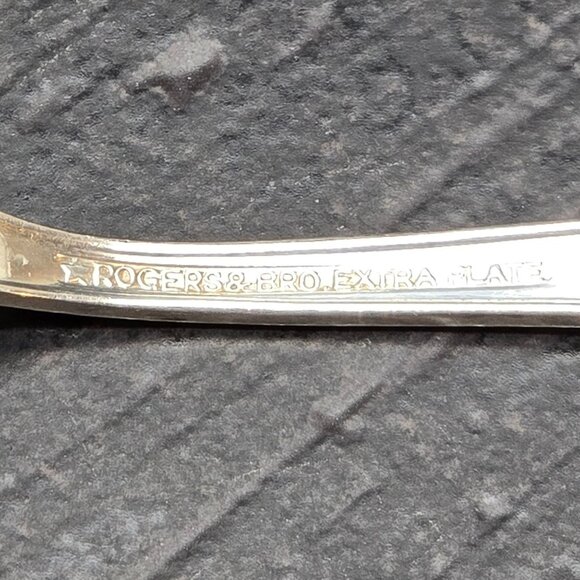 ROGERS & BRO. EXTRA PLATE